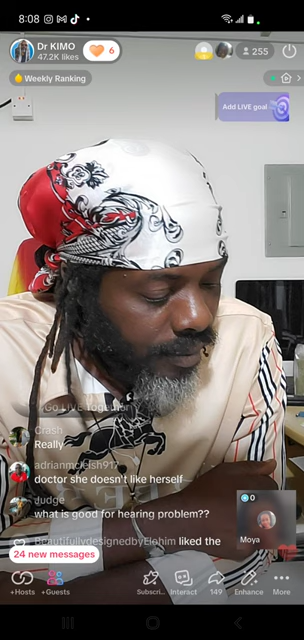 8:08
Dr KIMO
47.2K likes
6
255
Weekly Ranking
Add LIVE goal
Go LIVE together
Crash
Really
adrianmcleish917
doctor she doesn't like herself
Judge
what is good for hearing problem??
BeautifullydesignedbyElohim liked the
24 new messages
0
Moya
+Hosts
+Guests
Subscri...
Interact
149
Enhance
More